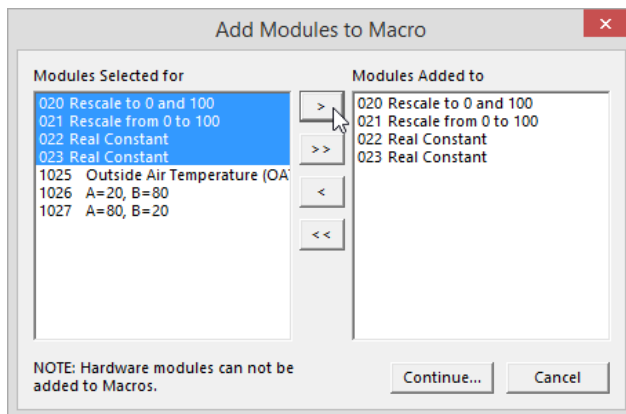 Add Modules to Macro
Modules Selected for
Modules Added to
020 Rescale to 0 and 100
021 Rescale from 0 to 100
022 Real Constant
023 Real Constant
1025 Outside Air Temperature (OA
1026 A=20, B=80
1027 A=80, B=20
>
>>
<
<<
020 Rescale to 0 and 100
021 Rescale from 0 to 100
022 Real Constant
023 Real Constant
NOTE: Hardware modules can not be
added to Macros.
Continue...
Cancel